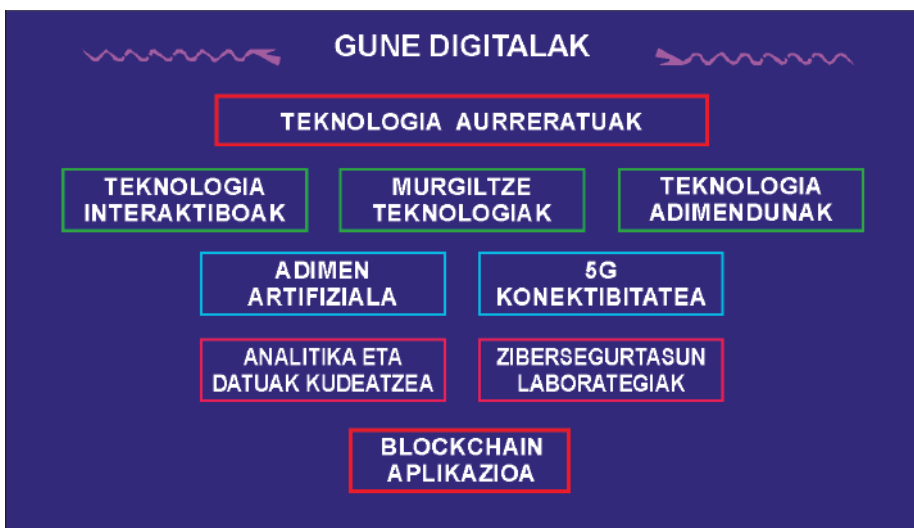 GUNE DIGITALAK
TEKNOLOGIA AURRERATUAK
TEKNOLOGIA
INTERAKTIBOAK
MURGILTZE
TEKNOLOGIAK
TEKNOLOGIA
ADIMENDUNAK
ADIMEN
ARTIFIZIALA
5G
KONEKTIBITATEA
ANALITIKA ETA
DATUAK KUDEATZEA
ZIBERSEGURTASUN
LABORATEGIAK
BLOCKCHAIN
APLIKAZIOA